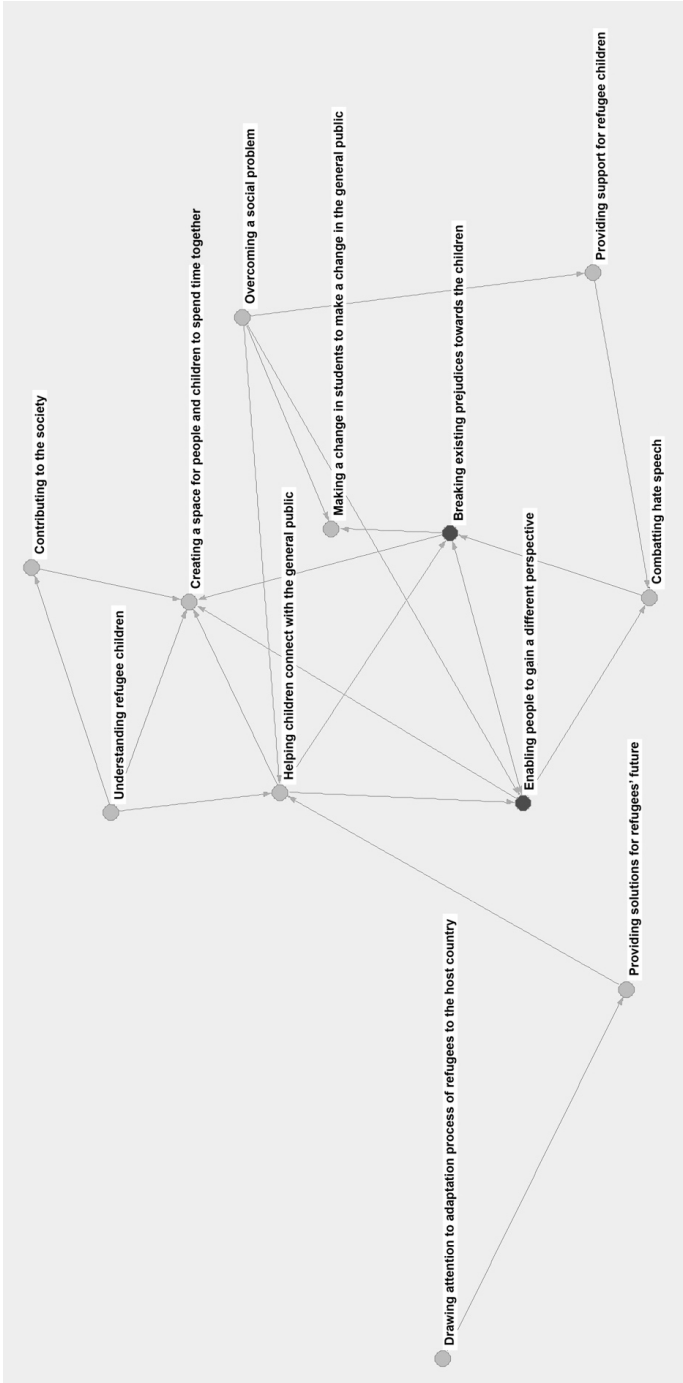 Contributing to the society
Understanding refugee children
Creating a space for people and children to spend time together
Overcoming a social problem
Helping children connect with the general public
Making a change in students to make a change in the general public
Drawing attention to adaptation process of refugees to the host country
Breaking existing prejudices towards the children
Enabling people to gain a different perspective
Providing support for refugee children
Providing solutions for refugees’ future
Combatting hate speech